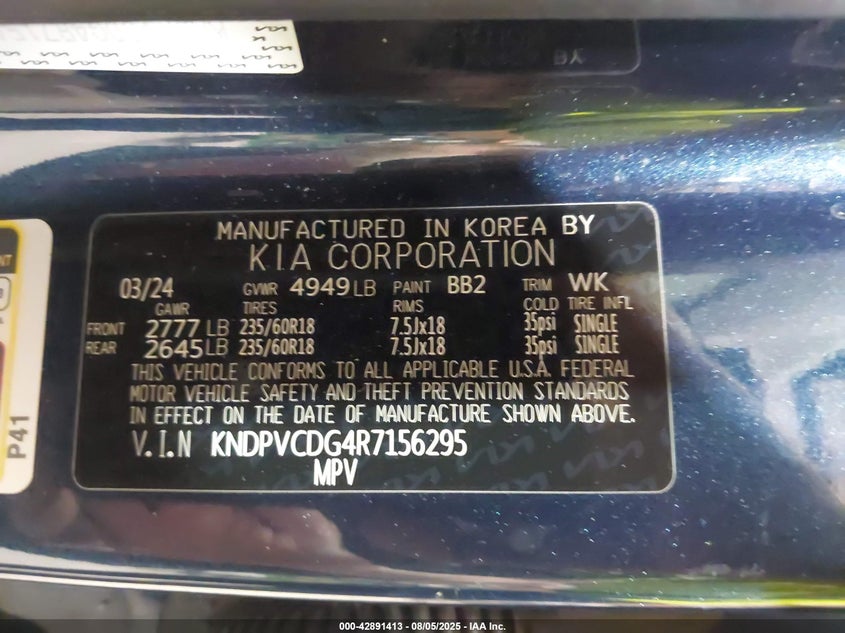 MANUFACTURED IN KOREA BY
KIA CORPORATION
03/24 GVWR 4949LB PAINT BB2 TRIM WK
GAWR TIRES RIMS COLD TIRE INFL
FRONT 2777LB 235/60R18 7.5Jx18 35psi SINGLE
REAR 2645LB 235/60R18 7.5Jx18 35psi SINGLE
THIS VEHICLE CONFORMS TO ALL APPLICABLE U.S.A. FEDERAL
MOTOR VEHICLE SAFETY AND THEFT PREVENTION STANDARDS
IN EFFECT ON THE DATE OF MANUFACTURE SHOWN ABOVE.
V.I.N KNDPVCDG4R7156295
MPV
P41
000-42891413 - 08/05/2025 - IAA Inc.